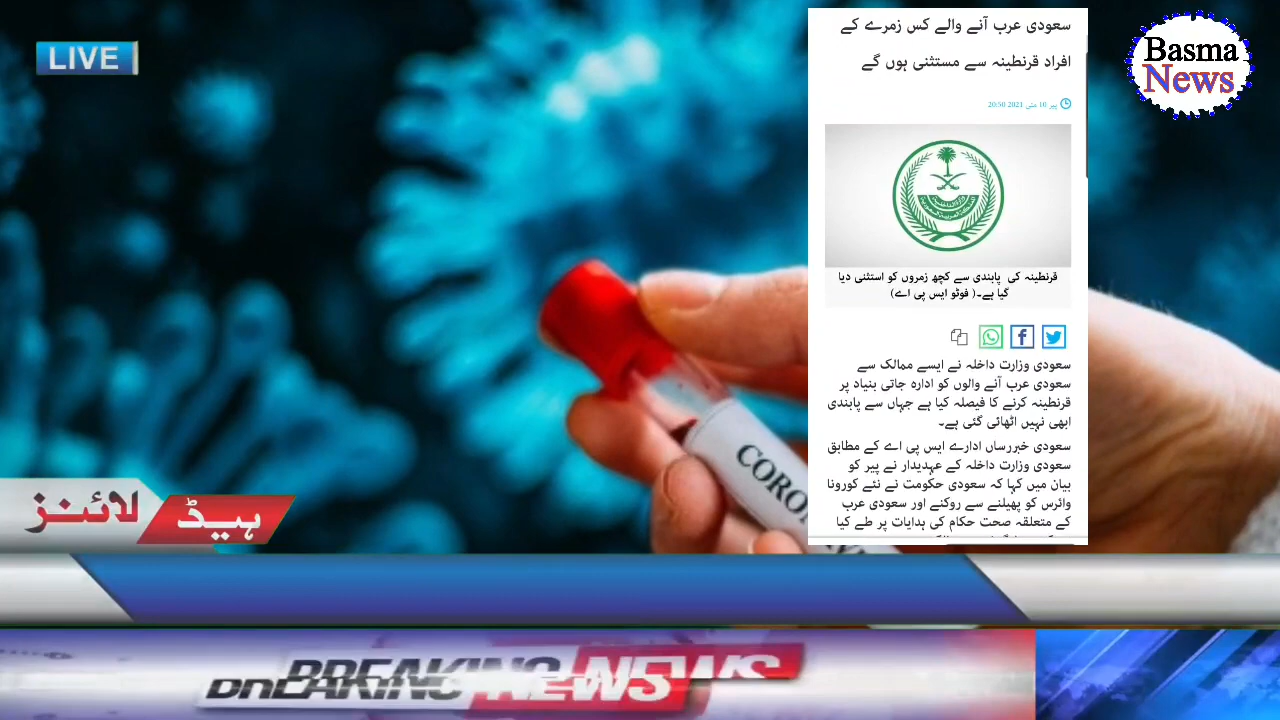 LIVE
Basma
News
سعودی عرب آنے والے کس زمرے کے
افراد قرنطینہ سے مستثنی ہوں گے
پیر 10 مئی 2021 20:50
قرنطینہ کی پابندی سے کچھ زمروں کو استثنی دیا
گیا ہے۔( فوٹو ایس پی اے)
سعودی وزارت داخلہ نے ایسے ممالک سے
سعودی عرب آنے والوں کو ادارہ جاتی بنیاد پر
قرنطینہ کرنے کا فیصلہ کیا ہے جہاں سے پابندی
ابھی نہیں اٹھائی گئی ہے۔
سعودی خبررساں ادارے ایس پی اے کے مطابق
سعودی وزارت داخلہ کے عہدیدار نے پیر کو
بیان میں کہا کہ سعودی حکومت نے نئے کورونا
وائرس کو پھیلنے سے روکنے اور سعودی عرب
کے متعلقہ صحت حکام کی ہدایات پر طے کیا
ہیڈ لائنز
BREAKING NEWS